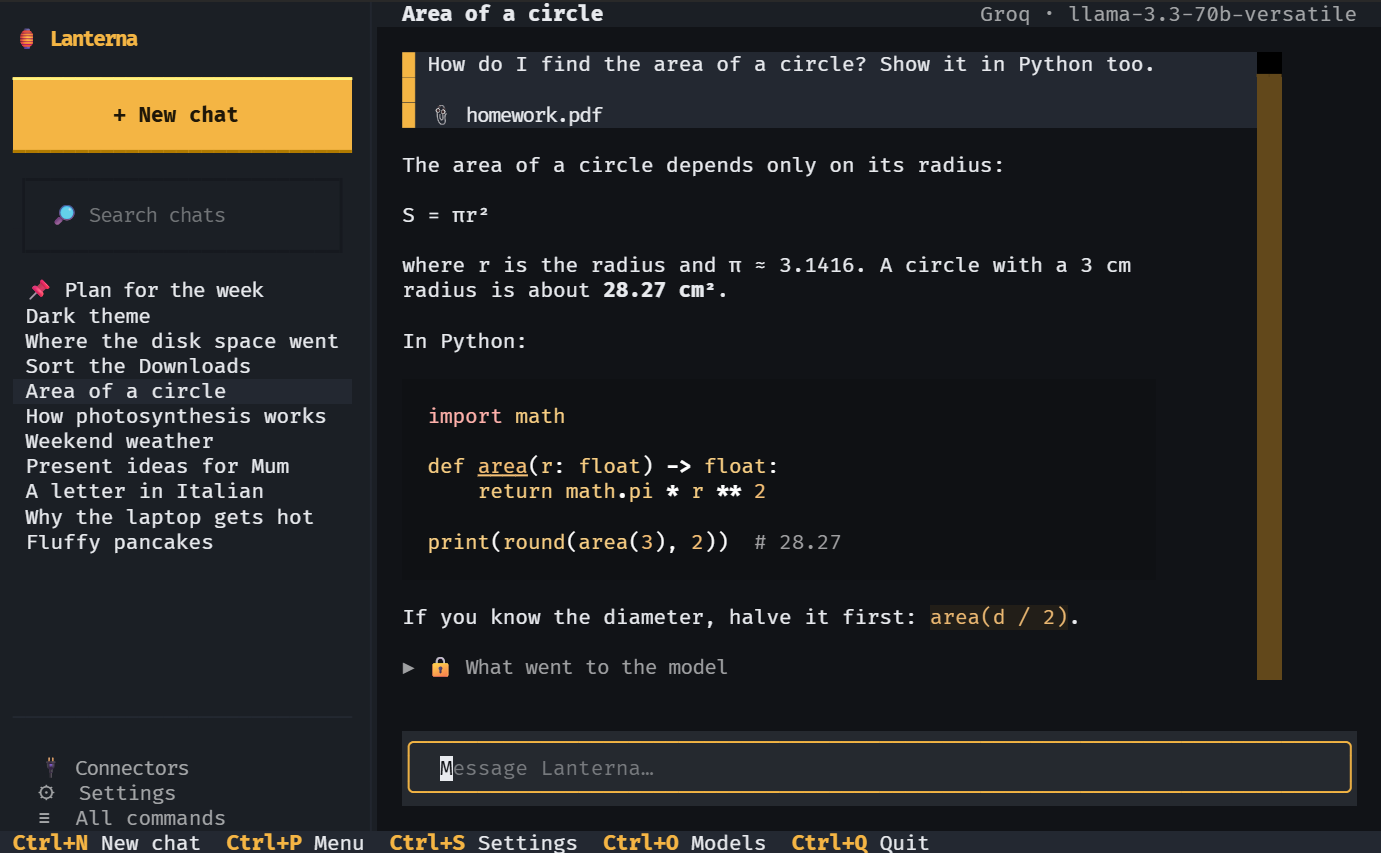 Lanterna
+ New chat
Search chats
Plan for the week
Dark theme
Where the disk space went
Sort the Downloads
Area of a circle
How photosynthesis works
Weekend weather
Present ideas for Mum
A letter in Italian
Why the laptop gets hot
Fluffy pancakes
Connectors
Settings
All commands
Area of a circle
Groq · llama-3.3-70b-versatile
How do I find the area of a circle? Show it in Python too.
homework.pdf
The area of a circle depends only on its radius:
S = πr²
where r is the radius and π ≈ 3.1416. A circle with a 3 cm
radius is about 28.27 cm².
In Python:
import math
def area(r: float) -> float:
    return math.pi * r ** 2
print(round(area(3), 2))  # 28.27
If you know the diameter, halve it first: area(d / 2).
What went to the model
Message Lanterna…
Ctrl+N New chat  Ctrl+P Menu  Ctrl+S Settings  Ctrl+O Models  Ctrl+Q Quit